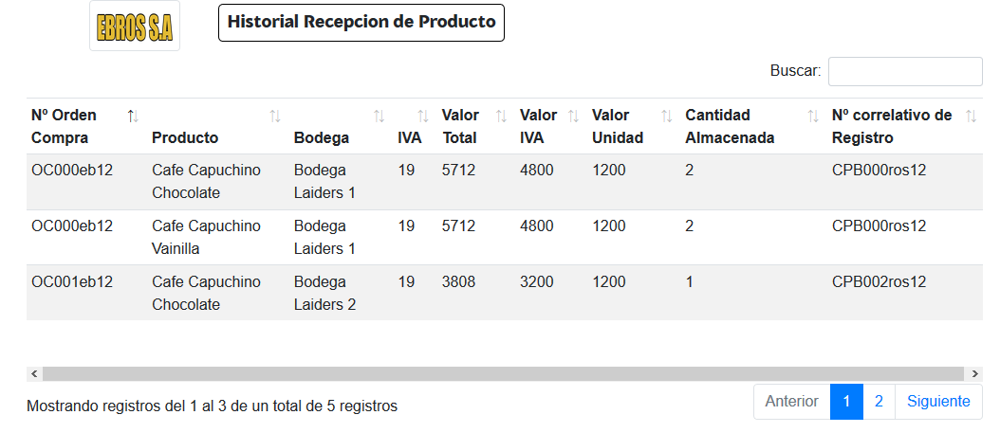 EBROS S.A
Historial Recepcion de Producto
Buscar:
Nº Orden Compra Producto Bodega IVA Valor Total Valor IVA Valor Unidad Cantidad Almacenada Nº correlativo de Registro
OC000eb12 Cafe Capuchino Chocolate Bodega Laiders 1 19 5712 4800 1200 2 CPB000ros12
OC000eb12 Cafe Capuchino Vainilla Bodega Laiders 1 19 5712 4800 1200 2 CPB000ros12
OC001eb12 Cafe Capuchino Chocolate Bodega Laiders 2 19 3808 3200 1200 1 CPB002ros12
Mostrando registros del 1 al 3 de un total de 5 registros
Anterior 1 2 Siguiente